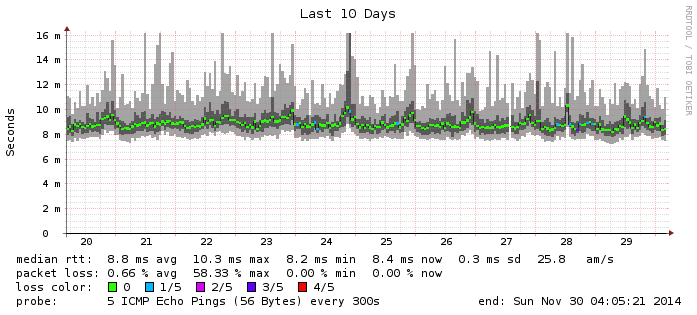 Last 10 Days
RRDTOOL / TOBI OETIKER
Seconds
16 m
14 m
12 m
10 m
8 m
6 m
4 m
2 m
0
20 21 22 23 24 25 26 27 28 29
median rtt: 8.8 ms avg 10.3 ms max 8.2 ms min 8.4 ms now 0.3 ms sd 25.8 am/s
packet loss: 0.66 % avg 58.33 % max 0.00 % min 0.00 % now
loss color: 0 1/5 2/5 3/5 4/5
probe: 5 ICMP Echo Pings (56 Bytes) every 300s end: Sun Nov 30 04:05:21 2014